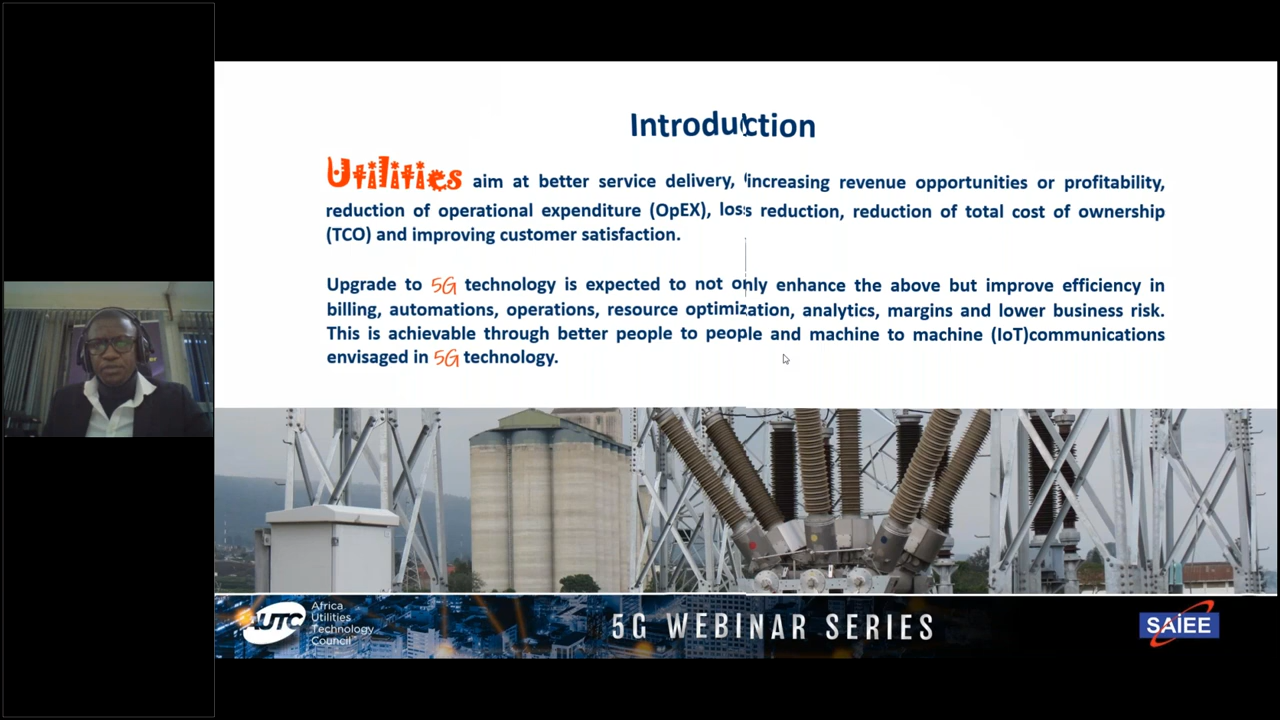 Introduction
Utilities aim at better service delivery, increasing revenue opportunities or profitability,
reduction of operational expenditure (OpEX), loss reduction, reduction of total cost of ownership
(TCO) and improving customer satisfaction.
Upgrade to 5G technology is expected to not only enhance the above but improve efficiency in
billing, automations, operations, resource optimization, analytics, margins and lower business risk.
This is achievable through better people to people and machine to machine (IoT)communications
envisaged in 5G technology.
AUTC
Africa
Utilities
Technology
Council
5G WEBINAR SERIES
SAIEE